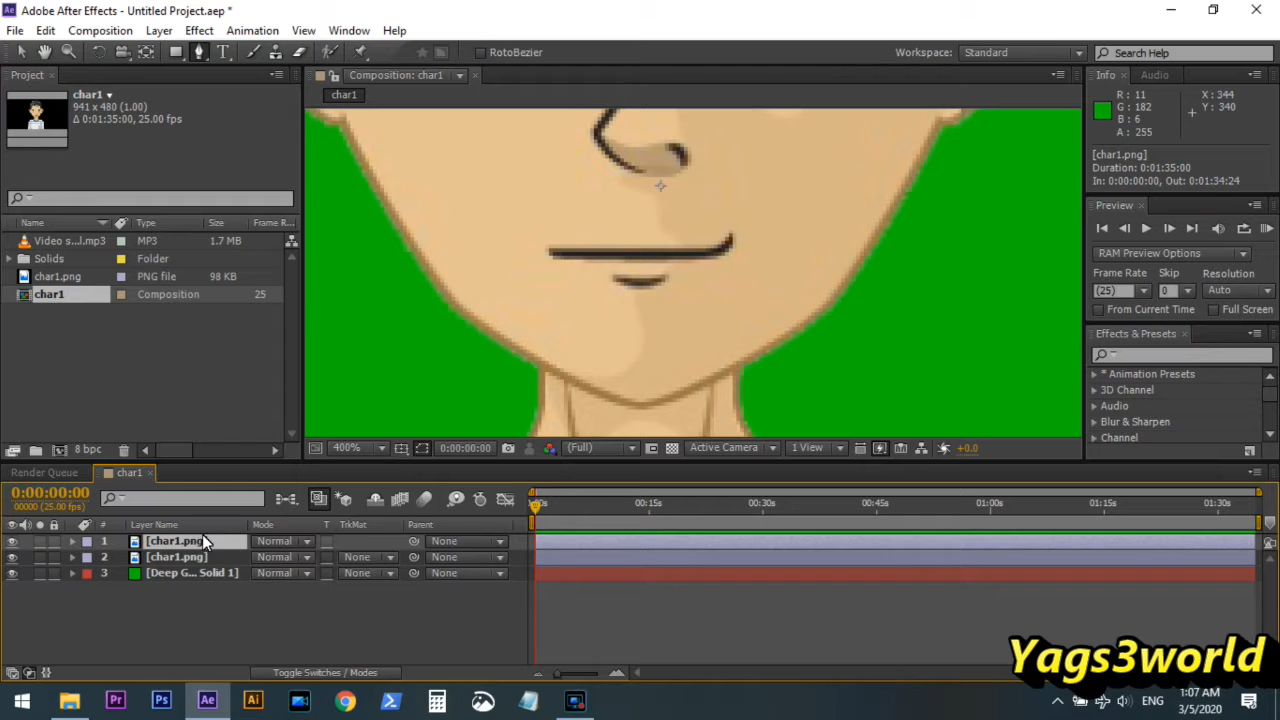 Adobe After Effects - Untitled Project.aep *
File Edit Composition Layer Effect Animation View Window Help
RotoBezier Workspace: Standard Search Help
Project
char1
941 x 480 (1.00)
Δ 0:01:35:00, 25.00 fps
Name Type Size Frame R...
Video s...l.mp3 MP3 1.7 MB
Solids Folder
char1.png PNG file 98 KB
char1 Composition 25
8 bpc
Composition: char1
char1
400% 0:00:00:00 (Full) Active Camera 1 View +0.0
Info Audio
R : 11
G : 182
B : 6
A : 255
X : 344
Y : 340
[char1.png]
Duration: 0:01:35:00
In: 0:00:00:00, Out: 0:01:34:24
Preview
RAM Preview Options
Frame Rate Skip Resolution
(25) 0 Auto
From Current Time Full Screen
Effects & Presets
* Animation Presets
3D Channel
Audio
Blur & Sharpen
Channel
Render Queue char1
0:00:00:00
00000 (25.00 fps)
:00s 00:15s 00:30s 00:45s 01:00s 01:15s 01:30s
# Layer Name Mode T TrkMat Parent
1 [char1.png] Normal None
2 [char1.png] Normal None None
3 [Deep G... Solid 1] Normal None None
Toggle Switches / Modes
Yags3world
Pr Ps Ae Ai ENG 1:07 AM
3/5/2020